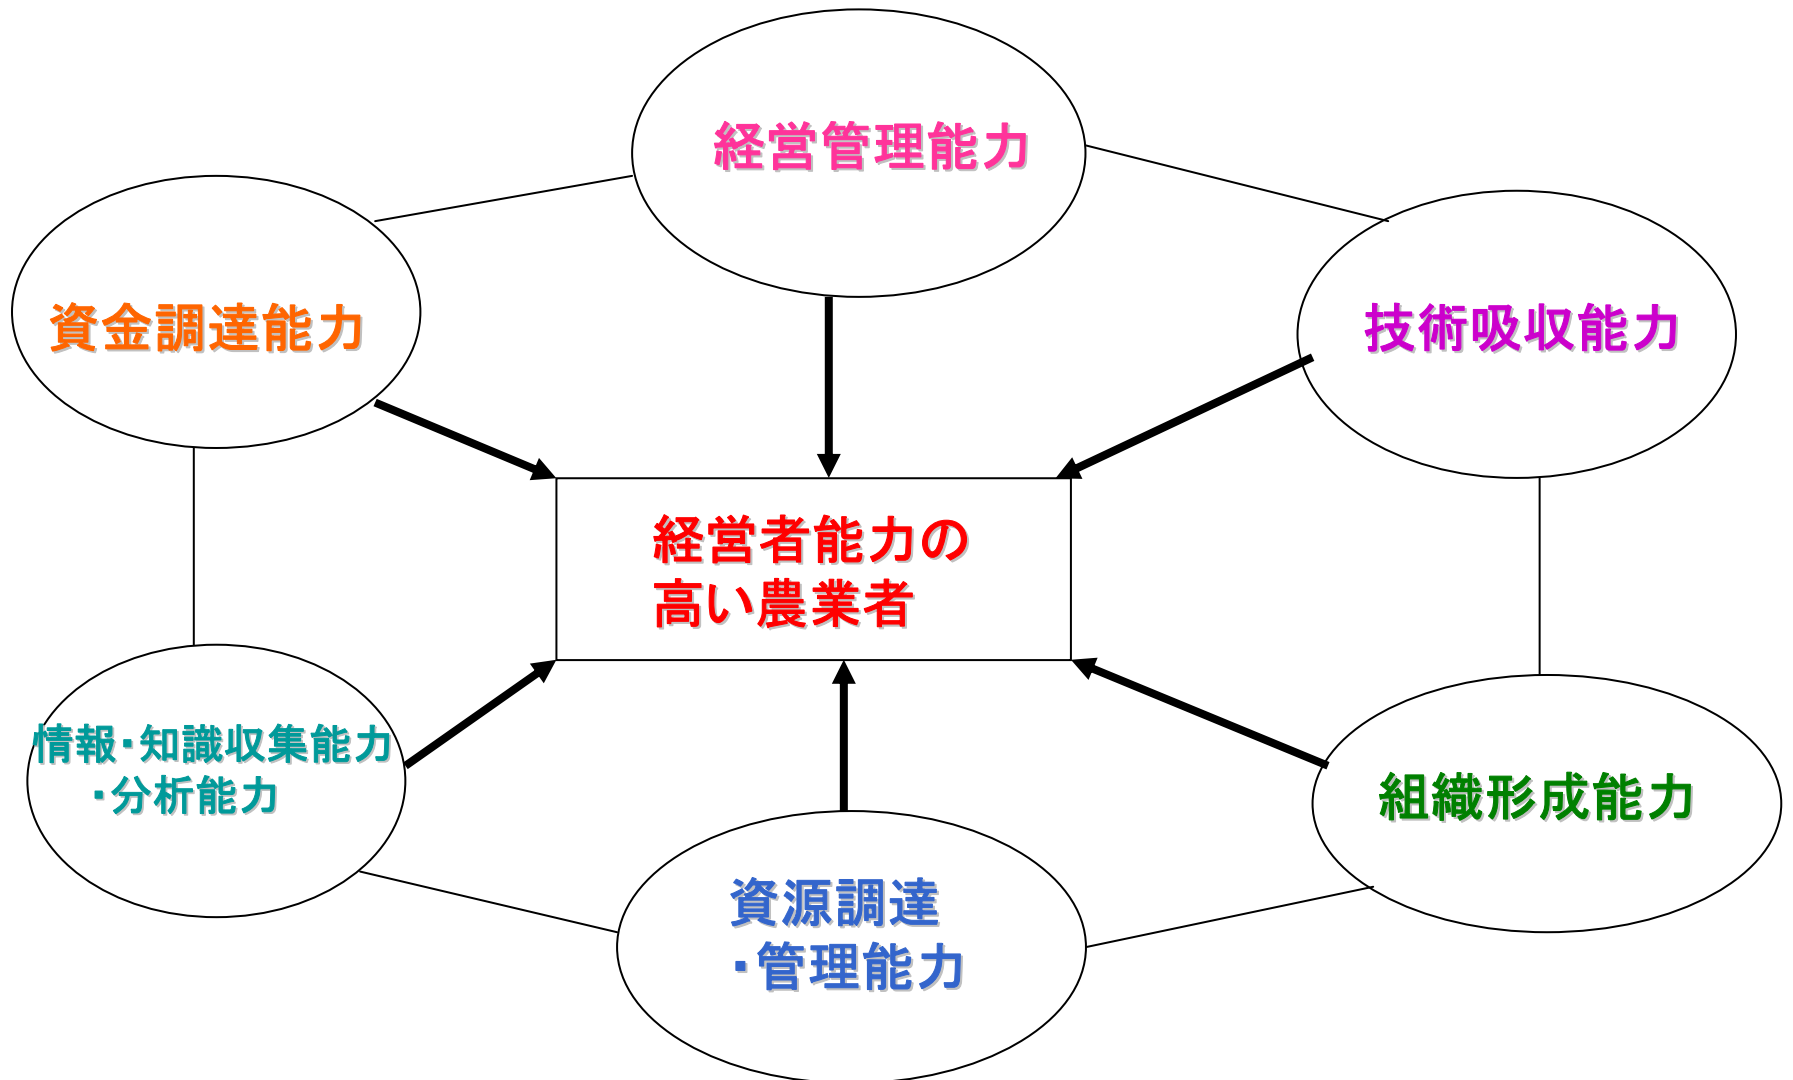 経営管理能力
資金調達能力
技術吸収能力
経営者能力の
高い農業者
情報・知識収集能力
・分析能力
組織形成能力
資源調達
・管理能力